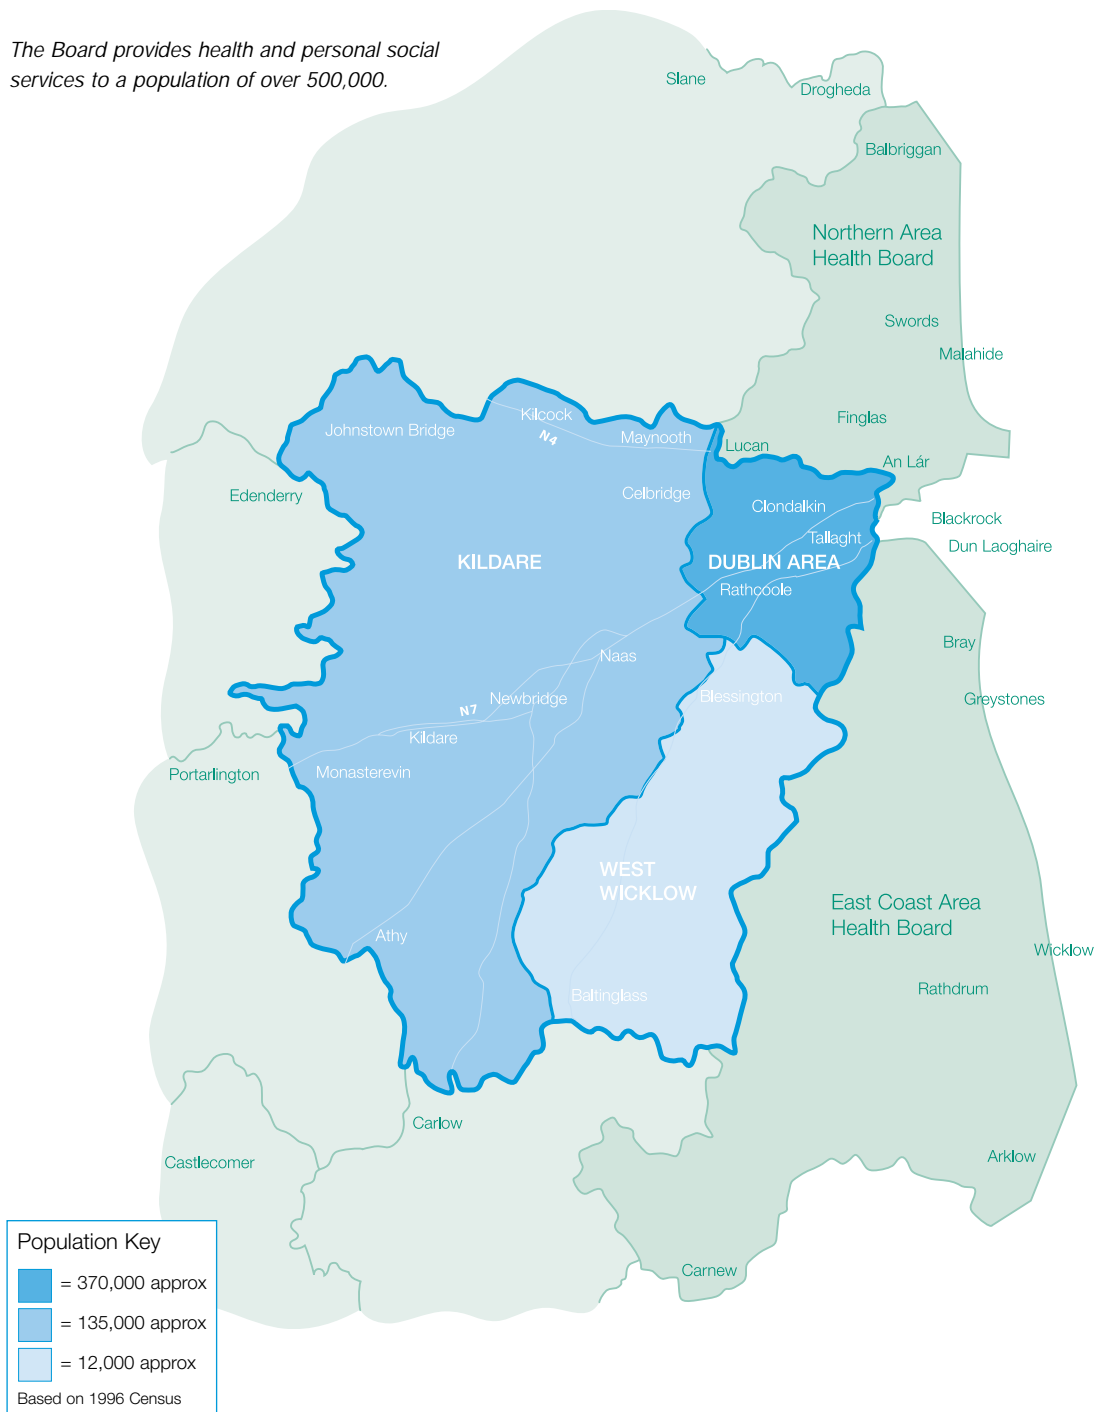 The Board provides health and personal social
services to a population of over 500,000.
Slane
Drogheda
Balbriggan
Northern Area
Health Board
Swords
Malahide
Finglas
Kilcock
Johnstown Bridge
N4
Maynooth
Lucan
An Lár
Edenderry
Celbridge
Clondalkin
Blackrock
Tallaght
Dun Laoghaire
KILDARE
DUBLIN AREA
Rathcoole
Bray
Naas
Newbridge
Blessington
Greystones
N7
Kildare
Portarlington
Monasterevin
WEST
WICKLOW
East Coast Area
Health Board
Athy
Wicklow
Rathdrum
Baltinglass
Carlow
Castlecomer
Arklow
Carnew
Population Key
= 370,000 approx
= 135,000 approx
= 12,000 approx
Based on 1996 Census